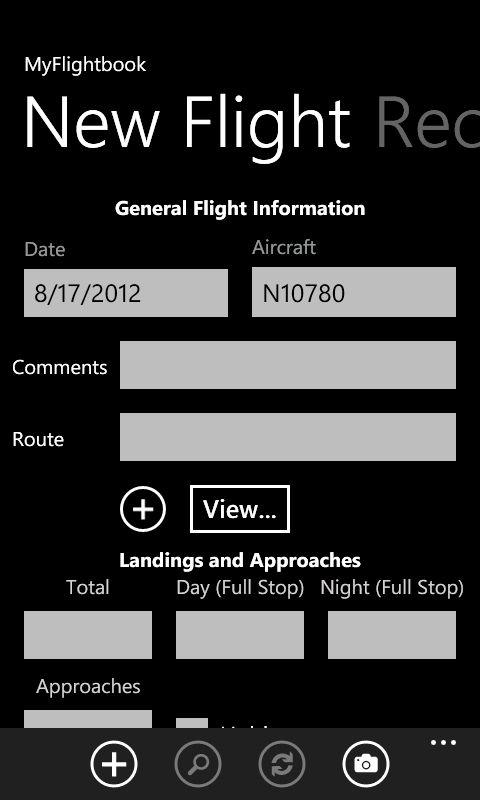 MyFlightbook
New Flight Rec
General Flight Information
Date Aircraft
8/17/2012 N10780
Comments
Route
View...
Landings and Approaches
Total Day (Full Stop) Night (Full Stop)
Approaches